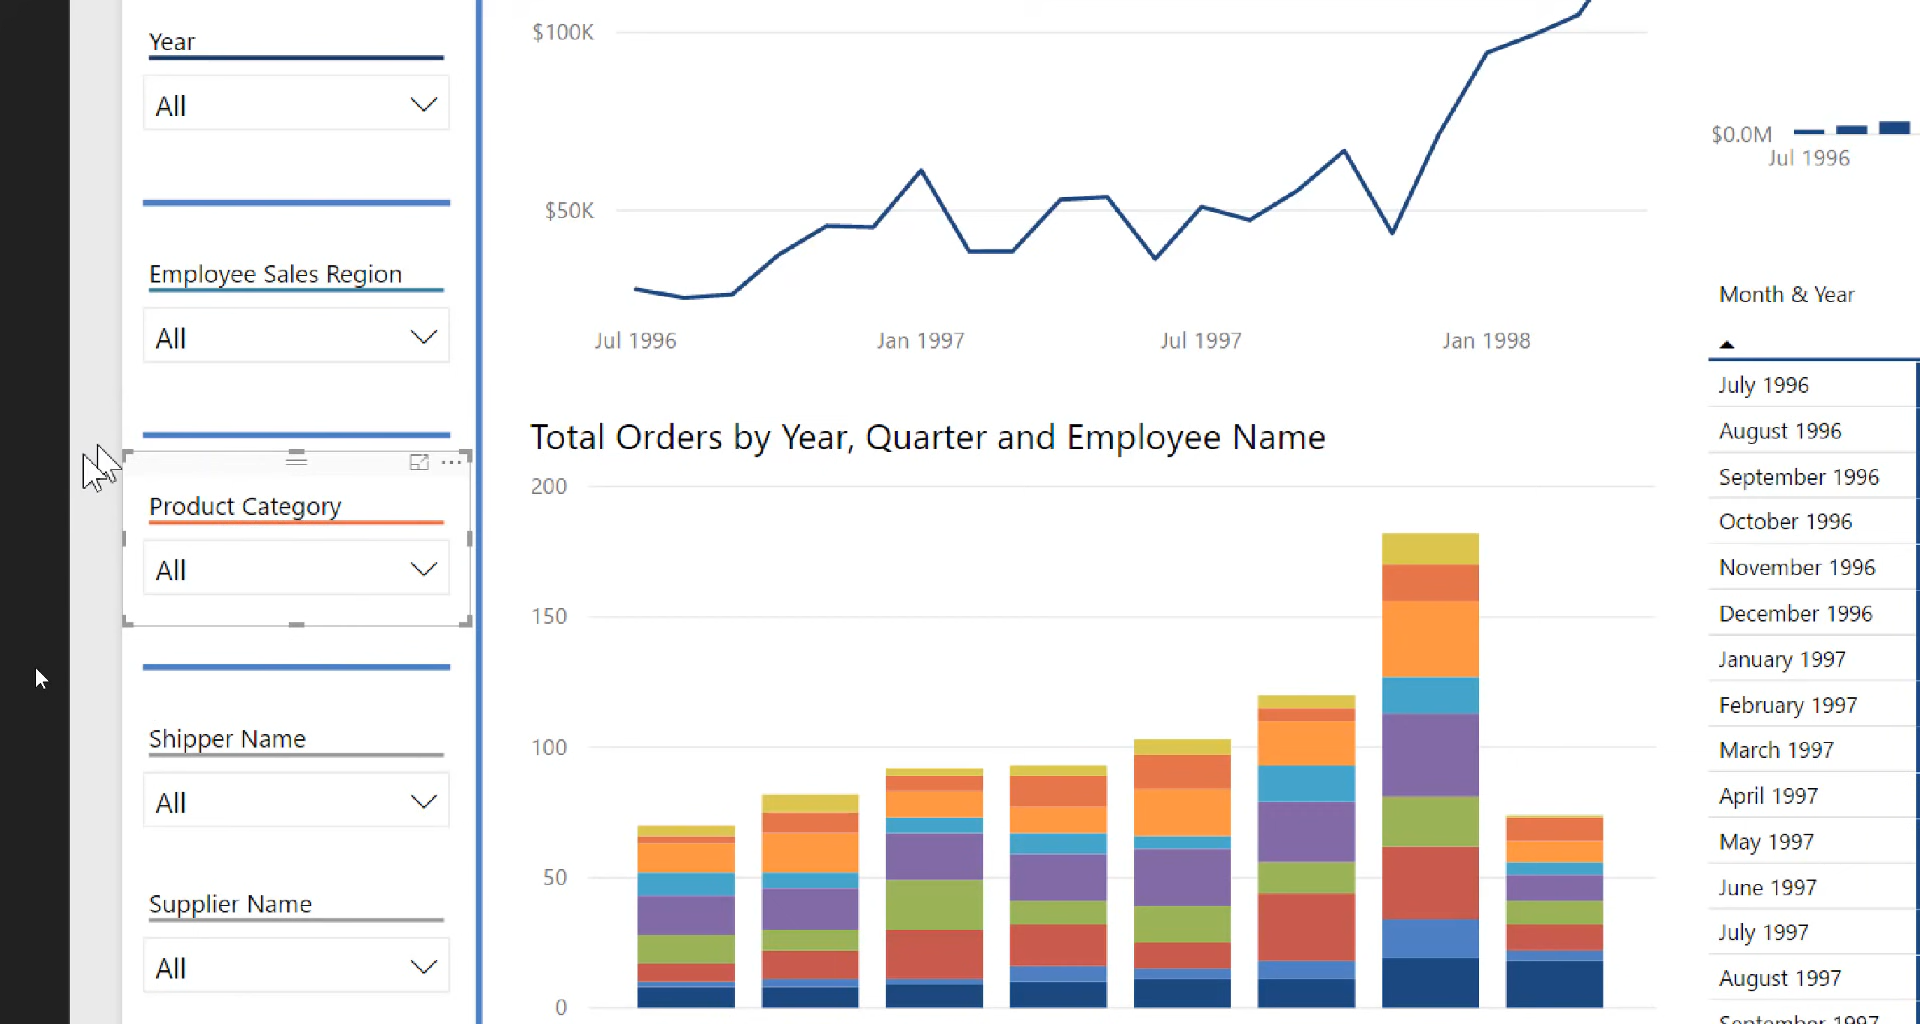 Year
All
Employee Sales Region
All
Product Category
All
Shipper Name
All
Supplier Name
All
$100K
$50K
Jul 1996
Jan 1997
Jul 1997
Jan 1998
Total Orders by Year, Quarter and Employee Name
200
150
100
50
0
$0.0M
Jul 1996
Month & Year
July 1996
August 1996
September 1996
October 1996
November 1996
December 1996
January 1997
February 1997
March 1997
April 1997
May 1997
June 1997
July 1997
August 1997
September 1997